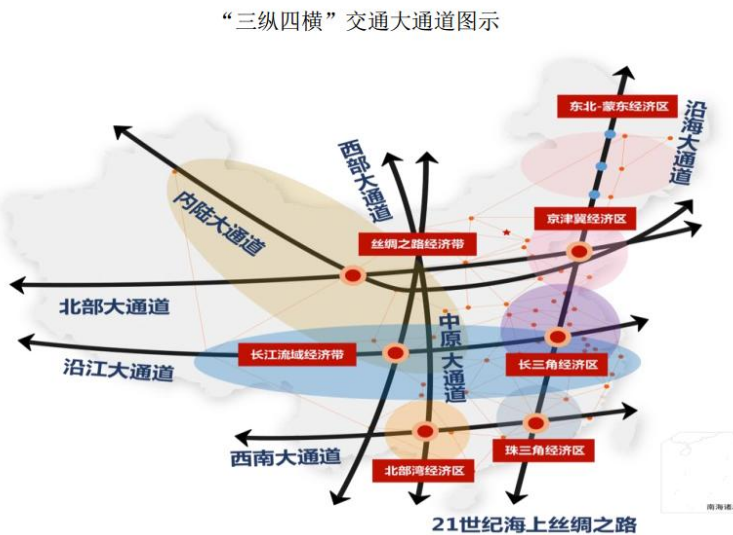 “三纵四横”交通大通道图示
东北-蒙东经济区
沿海大通道
西部大通道
内陆大通道
京津冀经济区
丝绸之路经济带
北部大通道
中原大通道
沿江大通道
长江流域经济带
长三角经济区
西南大通道
北部湾经济区
珠三角经济区
21世纪海上丝绸之路
南海诸